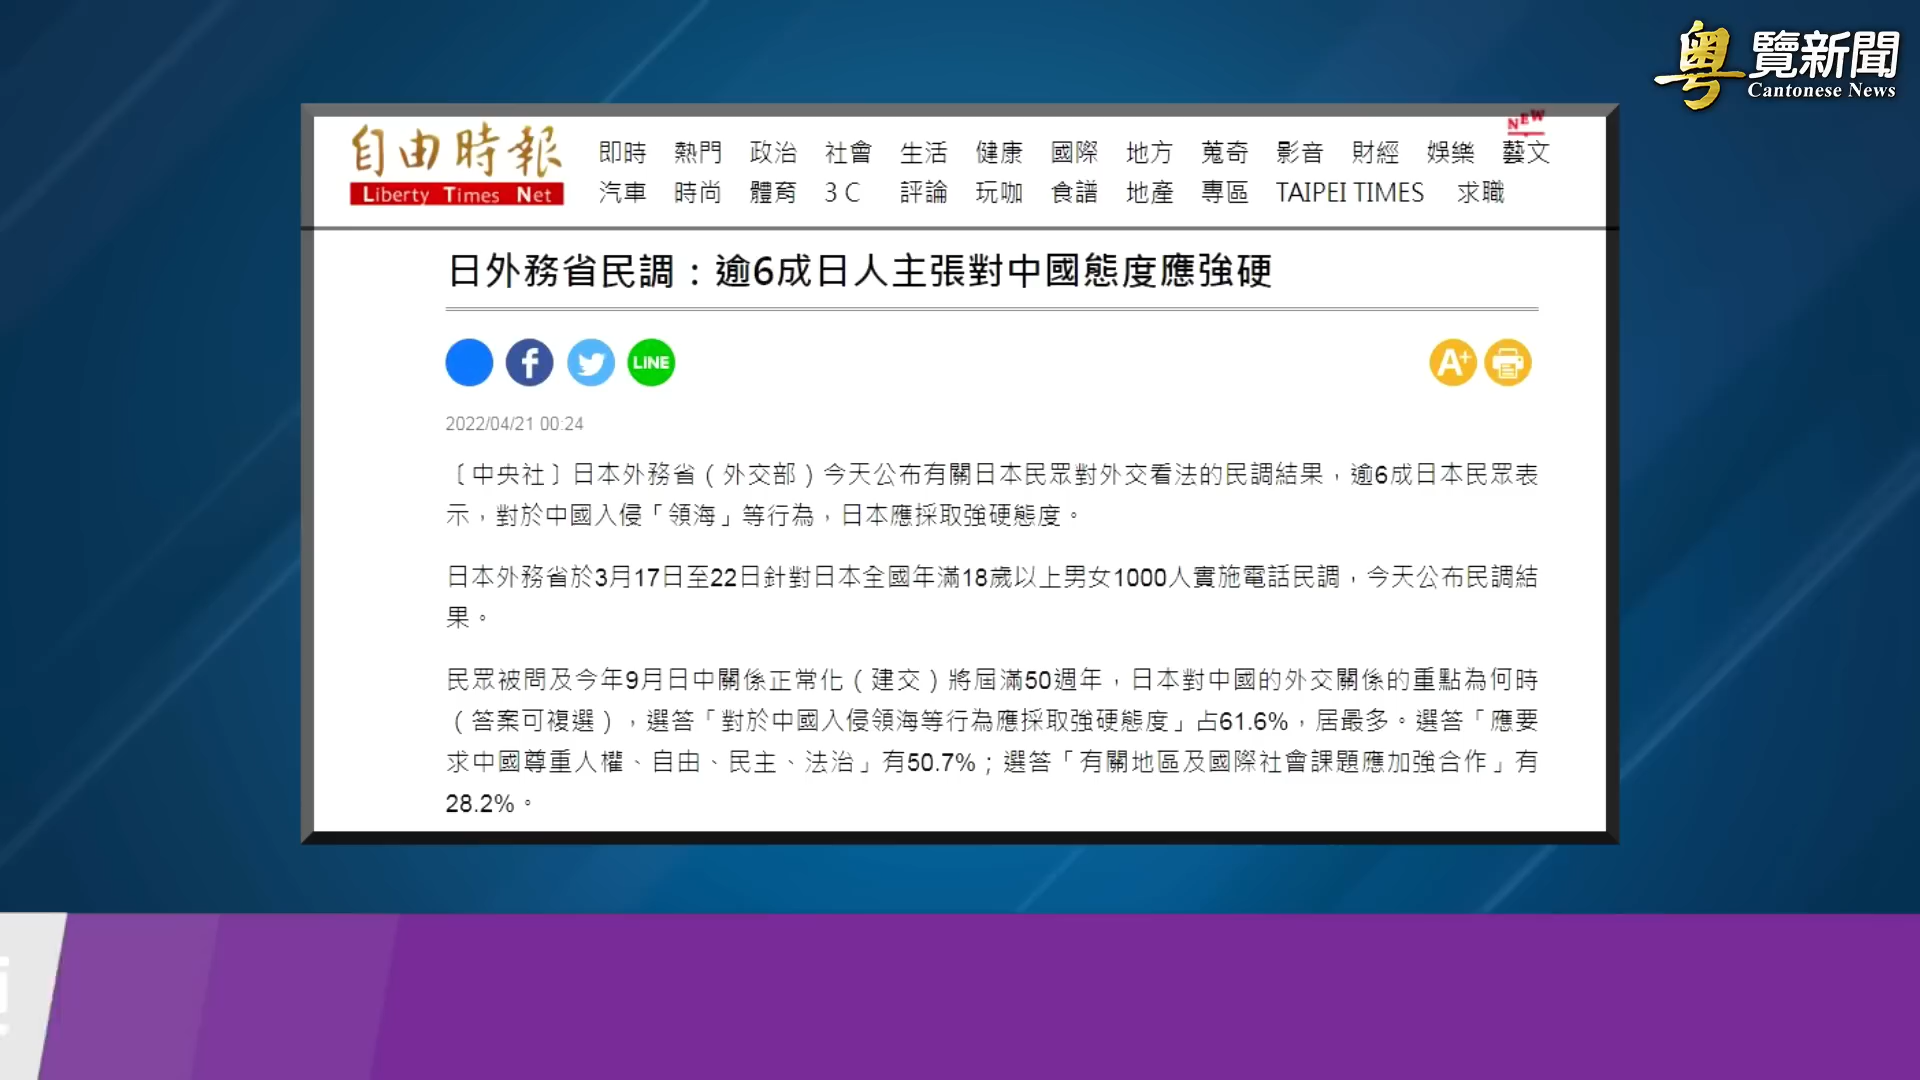 粵覽新聞
Cantonese News
自由時報
Liberty Times Net
NEW
即時 熱門 政治 社會 生活 健康 國際 地方 蒐奇 影音 財經 娛樂 藝文
汽車 時尚 體育 3C 評論 玩咖 食譜 地產 專區 TAIPEI TIMES 求職
日外務省民調：逾6成日人主張對中國態度應強硬
f
LINE
A+
2022/04/21 00:24
〔中央社〕日本外務省（外交部）今天公布有關日本民眾對外交看法的民調結果，逾6成日本民眾表
示，對於中國入侵「領海」等行為，日本應採取強硬態度。
日本外務省於3月17日至22日針對日本全國年滿18歲以上男女1000人實施電話民調，今天公布民調結
果。
民眾被問及今年9月日中關係正常化（建交）將屆滿50週年，日本對中國的外交關係的重點為何時
（答案可複選），選答「對於中國入侵領海等行為應採取強硬態度」占61.6%，居最多。選答「應要
求中國尊重人權、自由、民主、法治」有50.7%；選答「有關地區及國際社會課題應加強合作」有
28.2%。